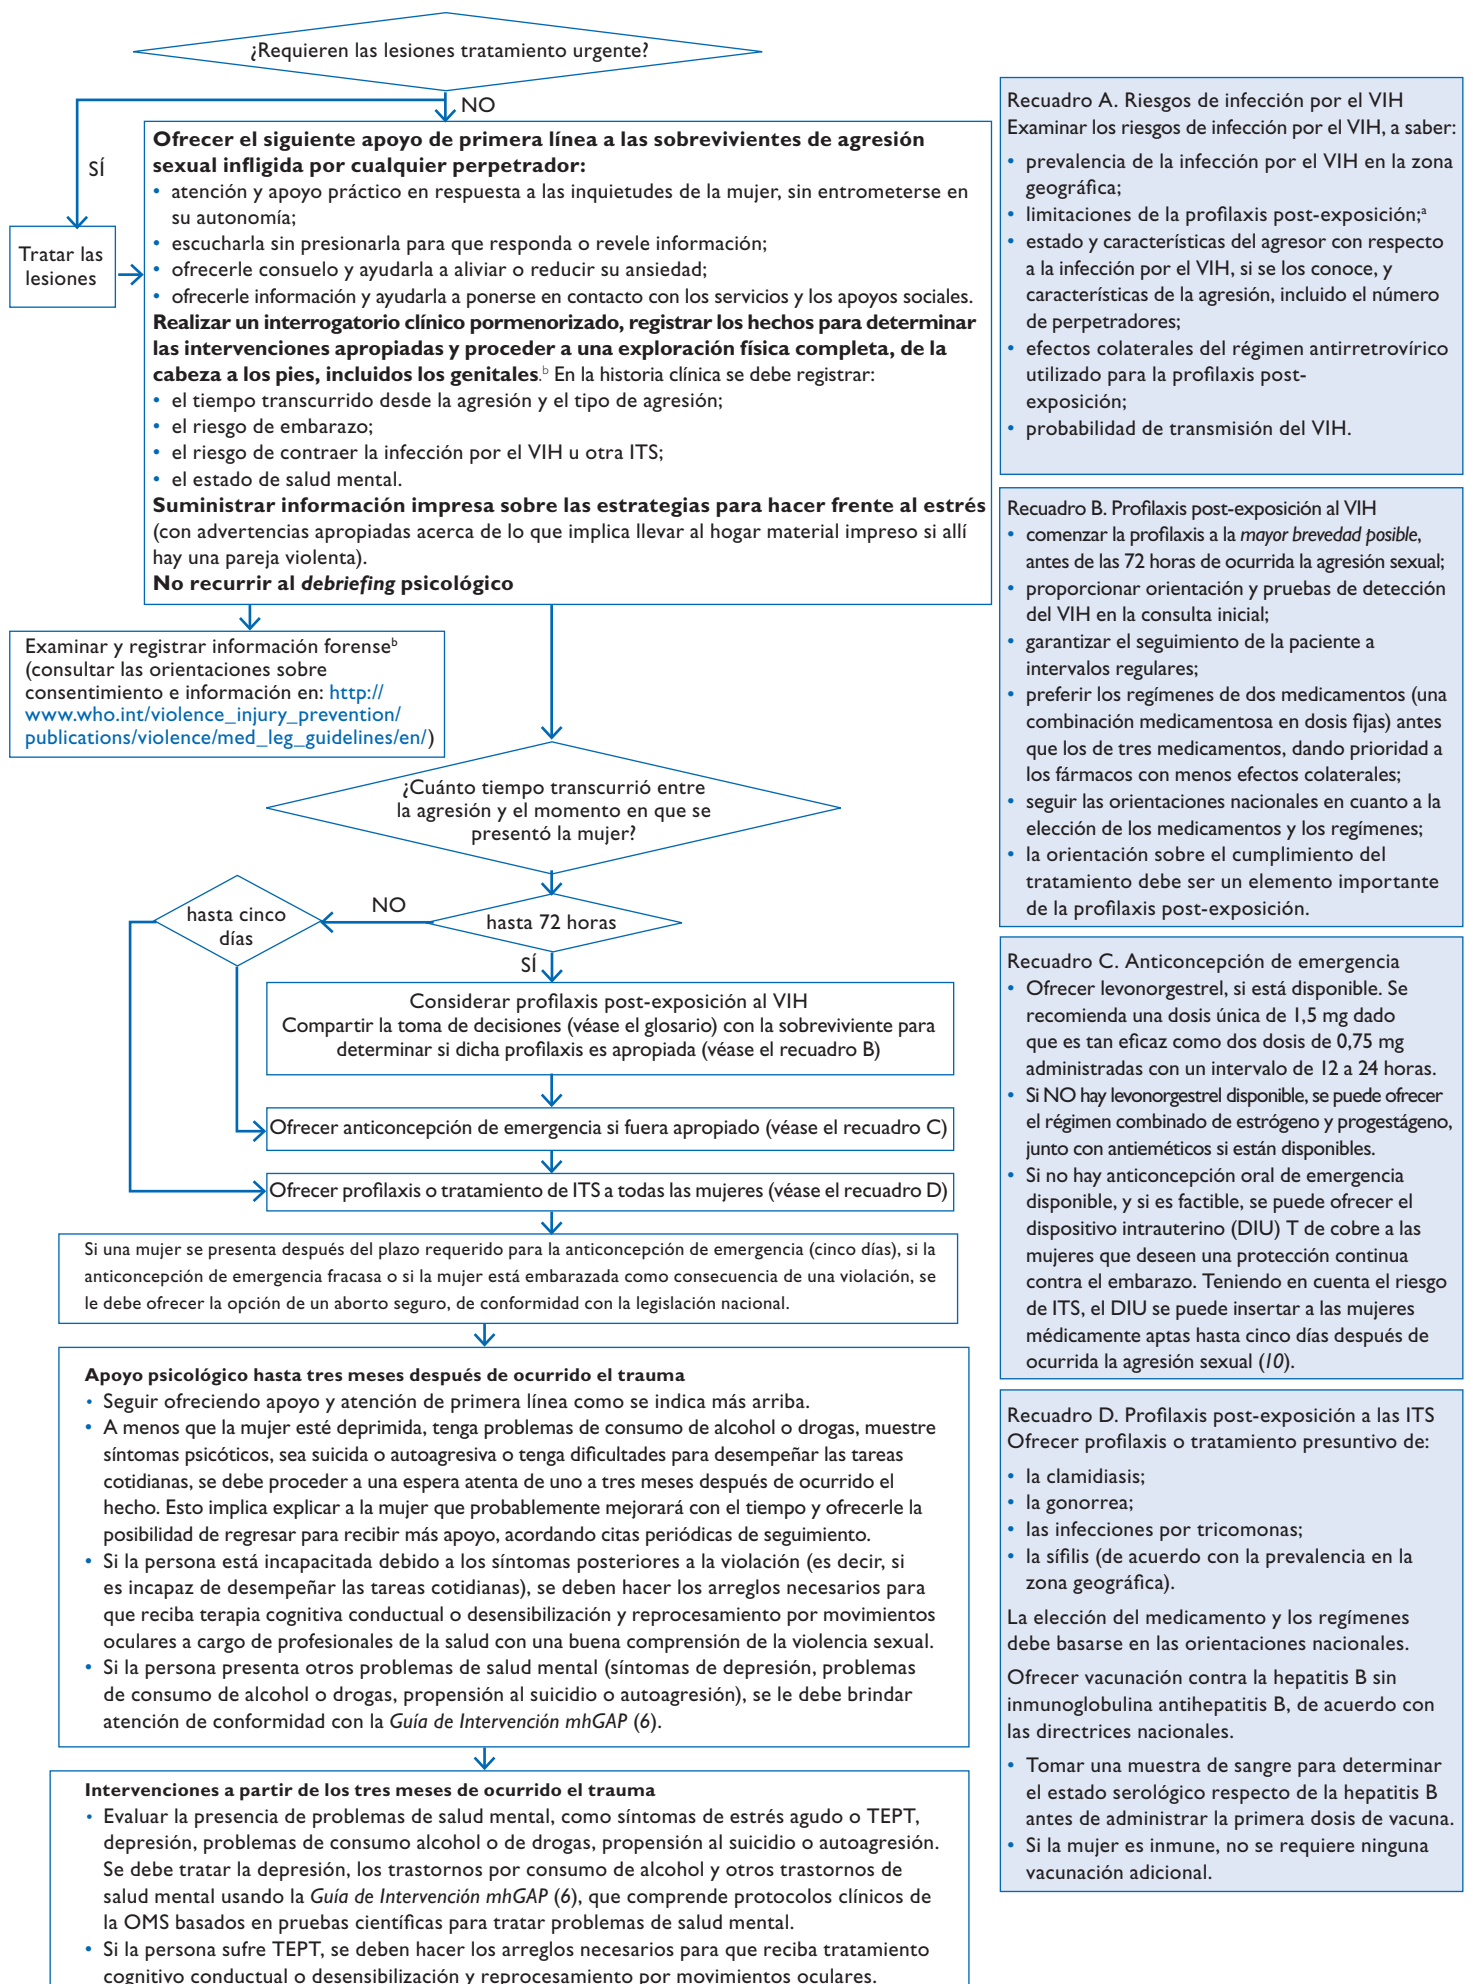 ¿Requieren las lesiones tratamiento urgente?
NO
SÍ
Tratar las
lesiones
Ofrecer el siguiente apoyo de primera línea a las sobrevivientes de agresión
sexual infligida por cualquier perpetrador:
• atención y apoyo práctico en respuesta a las inquietudes de la mujer, sin entrometerse en
su autonomía;
• escucharla sin presionarla para que responda o revele información;
• ofrecerle consuelo y ayudarla a aliviar o reducir su ansiedad;
• ofrecerle información y ayudarla a ponerse en contacto con los servicios y los apoyos sociales.
Realizar un interrogatorio clínico pormenorizado, registrar los hechos para determinar
las intervenciones apropiadas y proceder a una exploración física completa, de la
cabeza a los pies, incluidos los genitales.b En la historia clínica se debe registrar:
• el tiempo transcurrido desde la agresión y el tipo de agresión;
• el riesgo de embarazo;
• el riesgo de contraer la infección por el VIH u otra ITS;
• el estado de salud mental.
Suministrar información impresa sobre las estrategias para hacer frente al estrés
(con advertencias apropiadas acerca de lo que implica llevar al hogar material impreso si allí
hay una pareja violenta).
No recurrir al debriefing psicológico
Examinar y registrar información forenseb
(consultar las orientaciones sobre
consentimiento e información en: http://
www.who.int/violence_injury_prevention/
publications/violence/med_leg_guidelines/en/)
¿Cuánto tiempo transcurrió entre
la agresión y el momento en que se
presentó la mujer?
hasta cinco
días
NO
hasta 72 horas
SÍ
Considerar profilaxis post-exposición al VIH
Compartir la toma de decisiones (véase el glosario) con la sobreviviente para
determinar si dicha profilaxis es apropiada (véase el recuadro B)
Ofrecer anticoncepción de emergencia si fuera apropiado (véase el recuadro C)
Ofrecer profilaxis o tratamiento de ITS a todas las mujeres (véase el recuadro D)
Si una mujer se presenta después del plazo requerido para la anticoncepción de emergencia (cinco días), si la
anticoncepción de emergencia fracasa o si la mujer está embarazada como consecuencia de una violación, se
le debe ofrecer la opción de un aborto seguro, de conformidad con la legislación nacional.
Apoyo psicológico hasta tres meses después de ocurrido el trauma
• Seguir ofreciendo apoyo y atención de primera línea como se indica más arriba.
• A menos que la mujer esté deprimida, tenga problemas de consumo de alcohol o drogas, muestre
síntomas psicóticos, sea suicida o autoagresiva o tenga dificultades para desempeñar las tareas
cotidianas, se debe proceder a una espera atenta de uno a tres meses después de ocurrido el
hecho. Esto implica explicar a la mujer que probablemente mejorará con el tiempo y ofrecerle la
posibilidad de regresar para recibir más apoyo, acordando citas periódicas de seguimiento.
• Si la persona está incapacitada debido a los síntomas posteriores a la violación (es decir, si
es incapaz de desempeñar las tareas cotidianas), se deben hacer los arreglos necesarios para
que reciba terapia cognitiva conductual o desensibilización y reprocesamiento por movimientos
oculares a cargo de profesionales de la salud con una buena comprensión de la violencia sexual.
• Si la persona presenta otros problemas de salud mental (síntomas de depresión, problemas
de consumo de alcohol o drogas, propensión al suicidio o autoagresión), se le debe brindar
atención de conformidad con la Guía de Intervención mhGAP (6).
Intervenciones a partir de los tres meses de ocurrido el trauma
• Evaluar la presencia de problemas de salud mental, como síntomas de estrés agudo o TEPT,
depresión, problemas de consumo alcohol o de drogas, propensión al suicidio o autoagresión.
Se debe tratar la depresión, los trastornos por consumo de alcohol y otros trastornos de
salud mental usando la Guía de Intervención mhGAP (6), que comprende protocolos clínicos de
la OMS basados en pruebas científicas para tratar problemas de salud mental.
• Si la persona sufre TEPT, se deben hacer los arreglos necesarios para que reciba tratamiento
cognitivo conductual o desensibilización y reprocesamiento por movimientos oculares.
Recuadro A. Riesgos de infección por el VIH
Examinar los riesgos de infección por el VIH, a saber:
• prevalencia de la infección por el VIH en la zona
geográfica;
• limitaciones de la profilaxis post-exposición;a
• estado y características del agresor con respecto
a la infección por el VIH, si se los conoce, y
características de la agresión, incluido el número
de perpetradores;
• efectos colaterales del régimen antirretrovírico
utilizado para la profilaxis post-
exposición;
• probabilidad de transmisión del VIH.
Recuadro B. Profilaxis post-exposición al VIH
• comenzar la profilaxis a la mayor brevedad posible,
antes de las 72 horas de ocurrida la agresión sexual;
• proporcionar orientación y pruebas de detección
del VIH en la consulta inicial;
• garantizar el seguimiento de la paciente a
intervalos regulares;
• preferir los regímenes de dos medicamentos (una
combinación medicamentosa en dosis fijas) antes
que los de tres medicamentos, dando prioridad a
los fármacos con menos efectos colaterales;
• seguir las orientaciones nacionales en cuanto a la
elección de los medicamentos y los regímenes;
• la orientación sobre el cumplimiento del
tratamiento debe ser un elemento importante
de la profilaxis post-exposición.
Recuadro C. Anticoncepción de emergencia
• Ofrecer levonorgestrel, si está disponible. Se
recomienda una dosis única de 1,5 mg dado
que es tan eficaz como dos dosis de 0,75 mg
administradas con un intervalo de 12 a 24 horas.
• Si NO hay levonorgestrel disponible, se puede ofrecer
el régimen combinado de estrógeno y progestágeno,
junto con antieméticos si están disponibles.
• Si no hay anticoncepción oral de emergencia
disponible, y si es factible, se puede ofrecer el
dispositivo intrauterino (DIU) T de cobre a las
mujeres que deseen una protección continua
contra el embarazo. Teniendo en cuenta el riesgo
de ITS, el DIU se puede insertar a las mujeres
médicamente aptas hasta cinco días después de
ocurrida la agresión sexual (10).
Recuadro D. Profilaxis post-exposición a las ITS
Ofrecer profilaxis o tratamiento presuntivo de:
• la clamidiasis;
• la gonorrea;
• las infecciones por tricomonas;
• la sífilis (de acuerdo con la prevalencia en la
zona geográfica).
La elección del medicamento y los regímenes
debe basarse en las orientaciones nacionales.
Ofrecer vacunación contra la hepatitis B sin
inmunoglobulina antihepatitis B, de acuerdo con
las directrices nacionales.
• Tomar una muestra de sangre para determinar
el estado serológico respecto de la hepatitis B
antes de administrar la primera dosis de vacuna.
• Si la mujer es inmune, no se requiere ninguna
vacunación adicional.